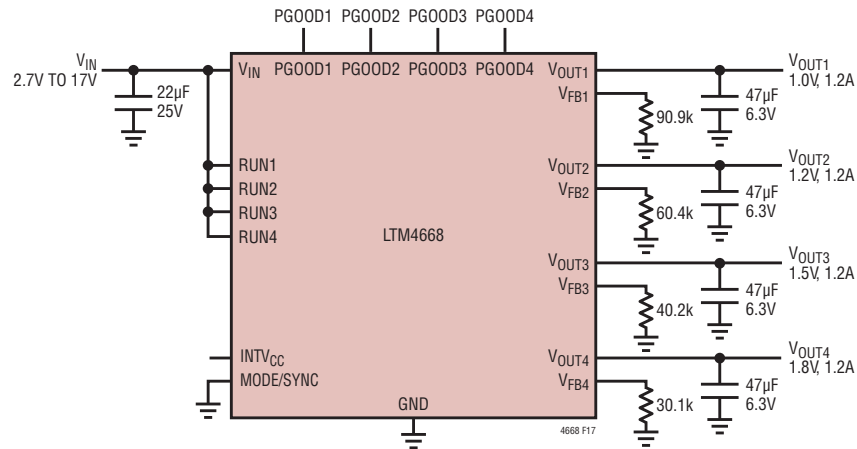 PGOOD1 PGOOD2 PGOOD3 PGOOD4
VIN
2.7V TO 17V
22µF
25V
VIN PGOOD1 PGOOD2 PGOOD3 PGOOD4
RUN1
RUN2
RUN3
RUN4
INTVCC
MODE/SYNC
LTM4668
GND
VOUT1
VFB1
90.9k
47µF
6.3V
VOUT1
1.0V, 1.2A
VOUT2
VFB2
60.4k
47µF
6.3V
VOUT2
1.2V, 1.2A
VOUT3
VFB3
40.2k
47µF
6.3V
VOUT3
1.5V, 1.2A
VOUT4
VFB4
30.1k
47µF
6.3V
VOUT4
1.8V, 1.2A
4668 F17